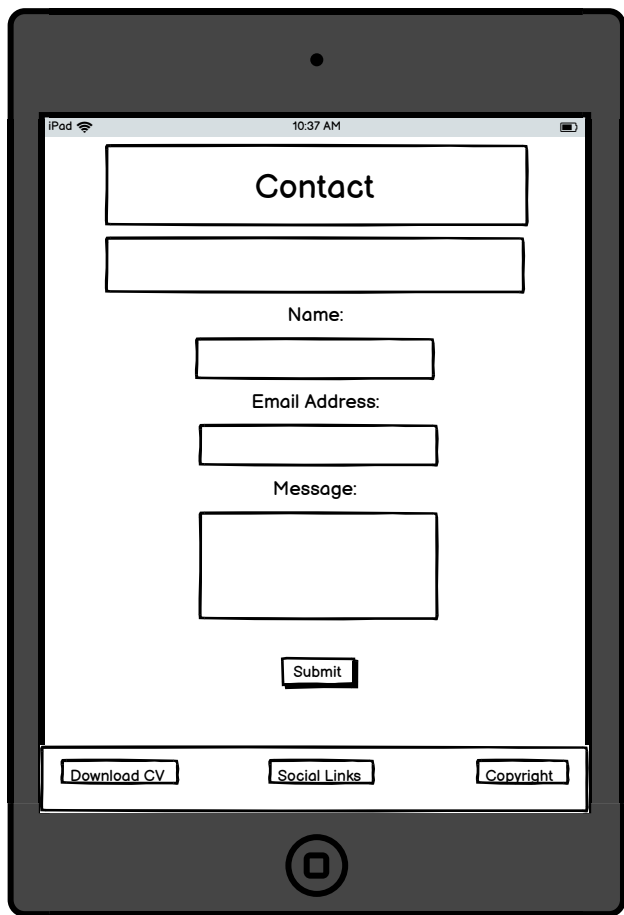 iPad 10:37 AM
Contact
Name:
Email Address:
Message:
Submit
Download CV Social Links Copyright